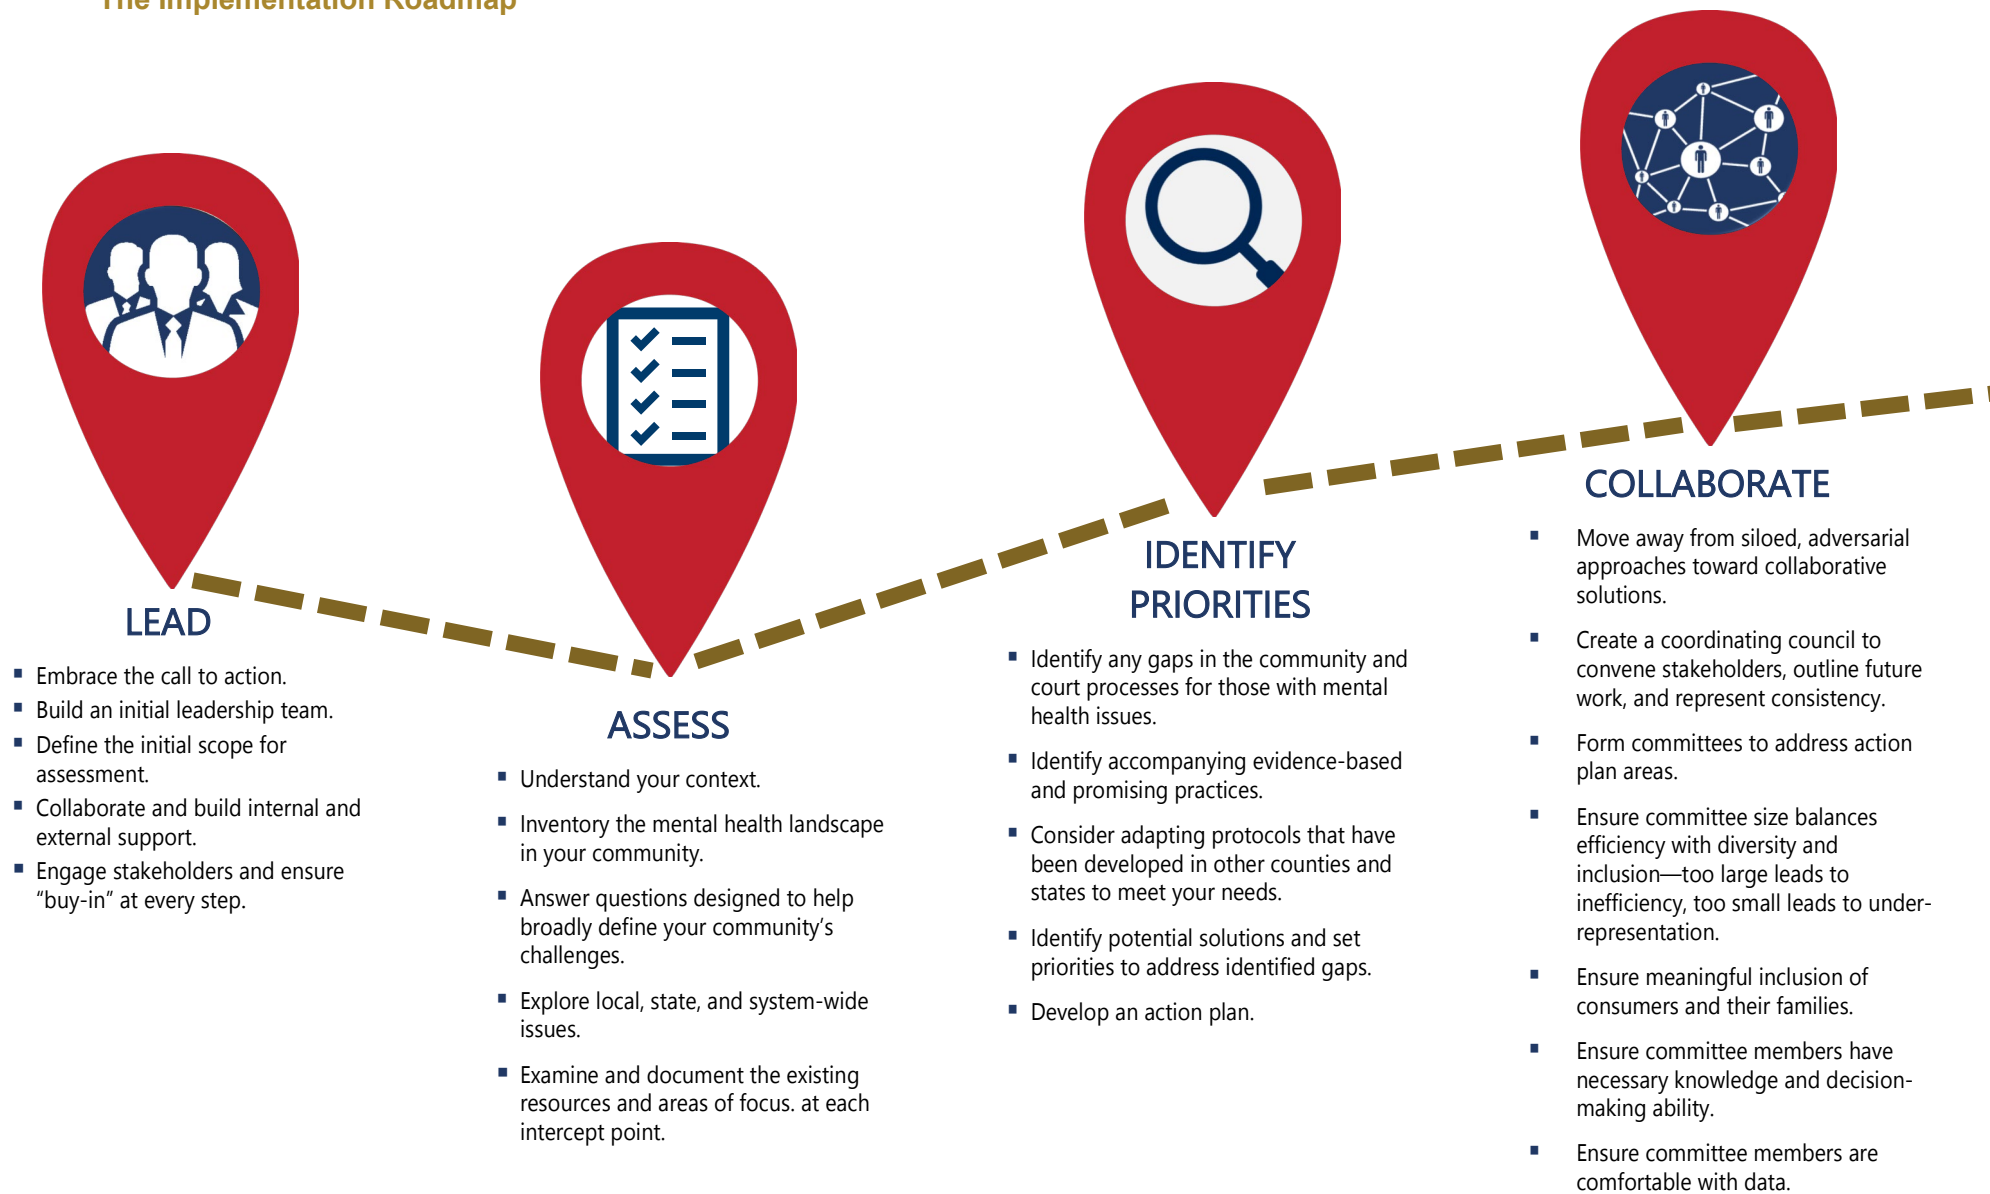 The Implementation Roadmap
LEAD
▪ Embrace the call to action.
▪ Build an initial leadership team.
▪ Define the initial scope for
assessment.
▪ Collaborate and build internal and
external support.
▪ Engage stakeholders and ensure
“buy-in” at every step.
ASSESS
▪ Understand your context.
▪ Inventory the mental health landscape
in your community.
▪ Answer questions designed to help
broadly define your community’s
challenges.
▪ Explore local, state, and system-wide
issues.
▪ Examine and document the existing
resources and areas of focus. at each
intercept point.
IDENTIFY
PRIORITIES
▪ Identify any gaps in the community and
court processes for those with mental
health issues.
▪ Identify accompanying evidence-based
and promising practices.
▪ Consider adapting protocols that have
been developed in other counties and
states to meet your needs.
▪ Identify potential solutions and set
priorities to address identified gaps.
▪ Develop an action plan.
COLLABORATE
▪ Move away from siloed, adversarial
approaches toward collaborative
solutions.
▪ Create a coordinating council to
convene stakeholders, outline future
work, and represent consistency.
▪ Form committees to address action
plan areas.
▪ Ensure committee size balances
efficiency with diversity and
inclusion—too large leads to
inefficiency, too small leads to under-
representation.
▪ Ensure meaningful inclusion of
consumers and their families.
▪ Ensure committee members have
necessary knowledge and decision-
making ability.
▪ Ensure committee members are
comfortable with data.